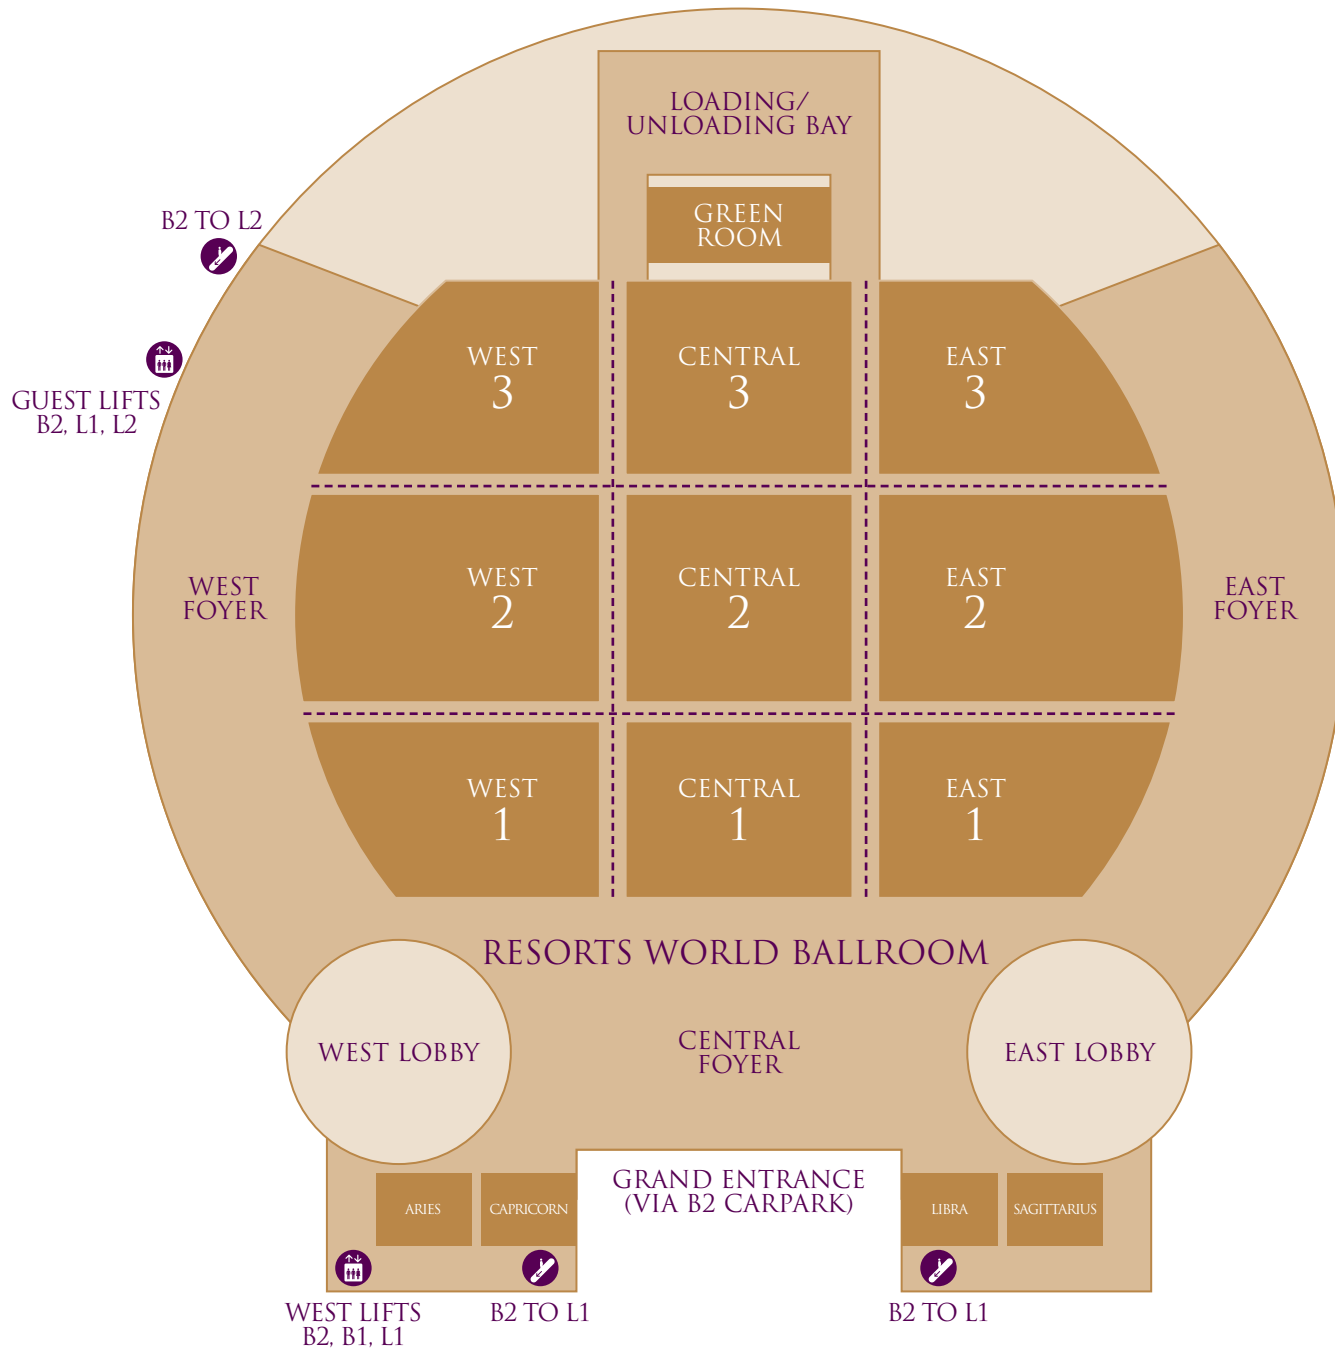 LOADING/
UNLOADING BAY
GREEN
ROOM
B2 TO L2
GUEST LIFTS
B2, L1, L2
WEST
3
CENTRAL
3
EAST
3
WEST
FOYER
WEST
2
CENTRAL
2
EAST
2
EAST
FOYER
WEST
1
CENTRAL
1
EAST
1
RESORTS WORLD BALLROOM
WEST LOBBY
CENTRAL
FOYER
EAST LOBBY
GRAND ENTRANCE
(VIA B2 CARPARK)
ARIES
CAPRICORN
LIBRA
SAGITTARIUS
WEST LIFTS
B2, B1, L1
B2 TO L1
B2 TO L1